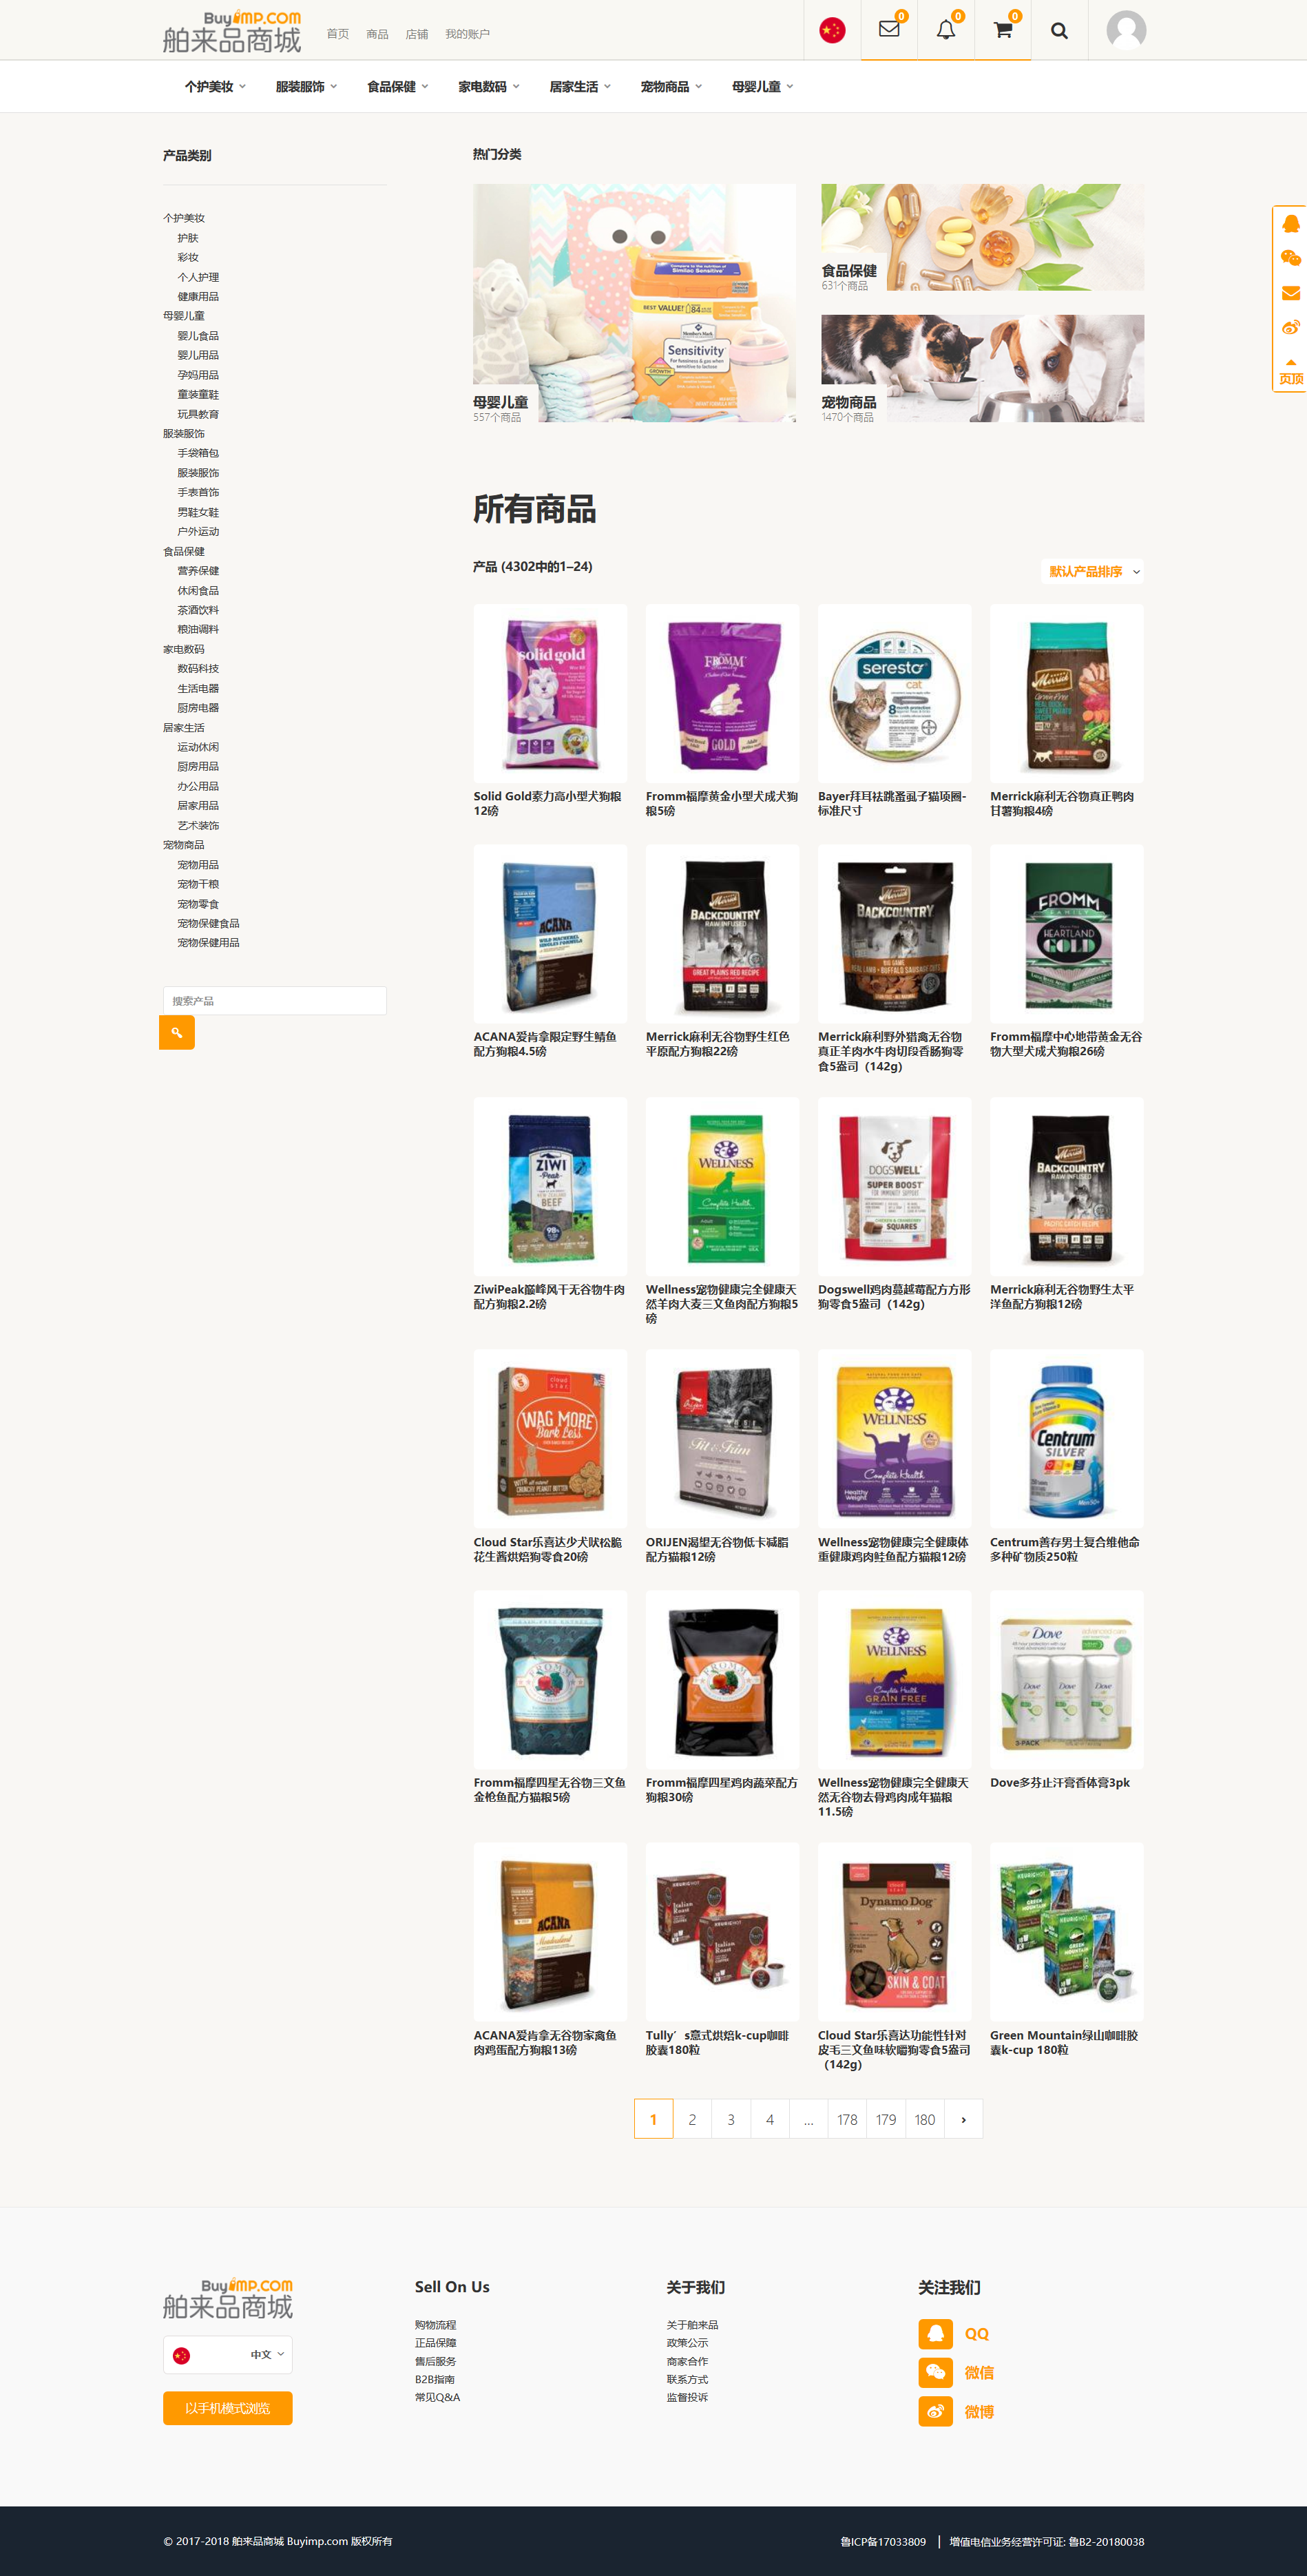 BuyiMP.com
舶来品商城
首页 商品 店铺 我的账户
0 0 0
个护美妆 服装服饰 食品保健 家电数码 居家生活 宠物商品 母婴儿童
产品类别
个护美妆
护肤
彩妆
个人护理
健康用品
母婴儿童
婴儿食品
婴儿用品
孕妈用品
童装童鞋
玩具教育
服装服饰
手袋箱包
服装服饰
手表首饰
男鞋女鞋
户外运动
食品保健
营养保健
休闲食品
茶酒饮料
粮油调料
家电数码
数码科技
生活电器
厨房电器
居家生活
运动休闲
厨房用品
办公用品
居家用品
艺术装饰
宠物商品
宠物用品
宠物干粮
宠物零食
宠物保健食品
宠物保健用品
搜索产品
热门分类
母婴儿童
557个商品
食品保健
631个商品
宠物商品
1470个商品
页顶
所有商品
产品 (4302中的1–24)
默认产品排序
Solid Gold素力高小型犬狗粮
12磅
Fromm福摩黄金小型犬成犬狗
粮5磅
Bayer拜耳祛跳蚤虱子猫项圈-
标准尺寸
Merrick麻利无谷物真正鸭肉
甘薯狗粮4磅
ACANA爱肯拿限定野生鲭鱼
配方狗粮4.5磅
Merrick麻利无谷物野生红色
平原配方狗粮22磅
Merrick麻利野外猎禽无谷物
真正羊肉水牛肉切段香肠狗零
食5盎司（142g）
Fromm福摩中心地带黄金无谷
物大型犬成犬狗粮26磅
ZiwiPeak巅峰风干无谷物牛肉
配方狗粮2.2磅
Wellness宠物健康完全健康天
然羊肉大麦三文鱼肉配方狗粮5
磅
Dogswell鸡肉蔓越莓配方方形
狗零食5盎司（142g）
Merrick麻利无谷物野生太平
洋鱼配方狗粮12磅
Cloud Star乐喜达少犬吠松脆
花生酱烘焙狗零食20磅
ORIJEN渴望无谷物低卡减脂
配方猫粮12磅
Wellness宠物健康完全健康体
重健康鸡肉鲑鱼配方猫粮12磅
Centrum善存男士复合维他命
多种矿物质250粒
Fromm福摩四星无谷物三文鱼
金枪鱼配方猫粮5磅
Fromm福摩四星鸡肉蔬菜配方
狗粮30磅
Wellness宠物健康完全健康天
然无谷物去骨鸡肉成年猫粮
11.5磅
Dove多芬止汗膏香体膏3pk
ACANA爱肯拿无谷物家禽鱼
肉鸡蛋配方狗粮13磅
Tully’s意式烘焙k-cup咖啡
胶囊180粒
Cloud Star乐喜达功能性针对
皮毛三文鱼味软嚼狗零食5盎司
（142g）
Green Mountain绿山咖啡胶
囊k-cup 180粒
1 2 3 4 … 178 179 180 ›
BuyiMP.com
舶来品商城
中文
以手机模式浏览
Sell On Us
购物流程
正品保障
售后服务
B2B指南
常见Q&A
关于我们
关于舶来品
政策公示
商家合作
联系方式
监督投诉
关注我们
QQ
微信
微博
© 2017-2018 舶来品商城 Buyimp.com 版权所有
鲁ICP备17033809 | 增值电信业务经营许可证: 鲁B2-20180038